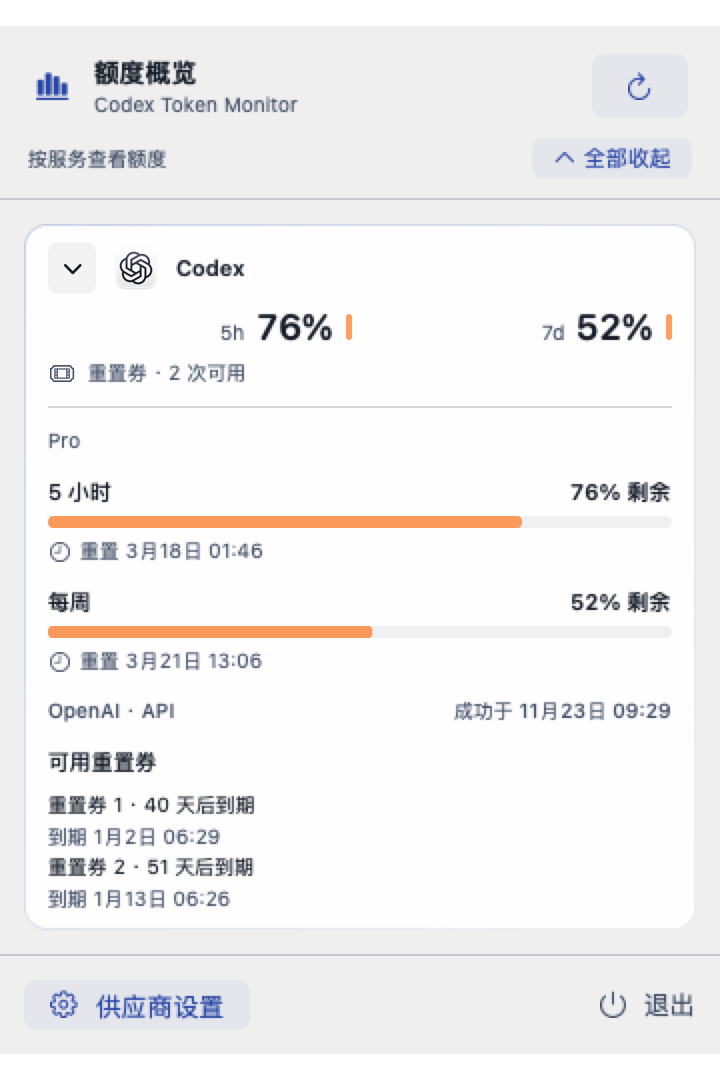 额度概览
Codex Token Monitor
按服务查看额度
全部收起
Codex
5h 76%
7d 52%
重置券 · 2 次可用
Pro
5 小时
76% 剩余
重置 3月18日 01:46
每周
52% 剩余
重置 3月21日 13:06
OpenAI · API
成功于 11月23日 09:29
可用重置券
重置券 1 · 40 天后到期
到期 1月2日 06:29
重置券 2 · 51 天后到期
到期 1月13日 06:26
供应商设置
退出